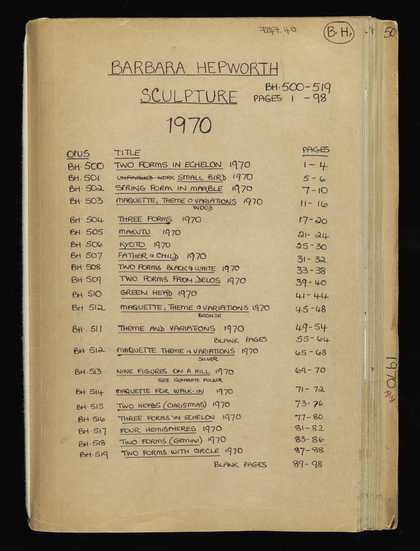 7247.40
B.H.
50
BARBARA HEPWORTH
SCULPTURE
BH·500-519
PAGES 1 - 98
1970
OPUS TITLE PAGES
BH 500 TWO FORMS IN ECHELON 1970 1-4
BH. 501 UNFINISHED WORK SMALL BIRD 1970 5-6
BH. 502 SPRING FORM IN MARBLE 1970 7-10
BH. 503 MAQUETTE, THEME & VARIATIONS 1970 11-16
WOOD
BH. 504 THREE FORMS 1970 17-20
BH 505 MAKUTU 1970 21-24
BH 506 KYOTO 1970 25-30
BH 507 FATHER & CHILD 1970 31-32
BH 508 TWO FORMS BLACK & WHITE 1970 33-38
BH 509 TWO FORMS FROM DELOS 1970 39-40
BH 510 GREEN HEAD 1970 41-44
BH 512 MAQUETTE, THEME & VARIATIONS 1970 45-48
BRONZE
BH. 511 THEME AND VARIATIONS 1970 49-54
BLANK PAGES 55-64
BH 512 MAQUETTE THEME & VARIATIONS 1970 65-68
SILVER
BH 513 NINE FIGURES ON A HILL 1970 69-70
SEE COMPLETE FOLDER
BH 514 MAQUETTE FOR WALK-IN 1970 71-72
BH 515 TWO HEADS (CHRISTMAS) 1970 73-76
BH 516 THREE FORMS IN ECHELON 1970 77-80
BH 517 FOUR HEMISPHERES 1970 81-82
BH 518 TWO FORMS (GEMINI) 1970 83-86
BH 519 TWO FORMS WITH CIRCLE 1970 87-88
BLANK PAGES 89-98
1970